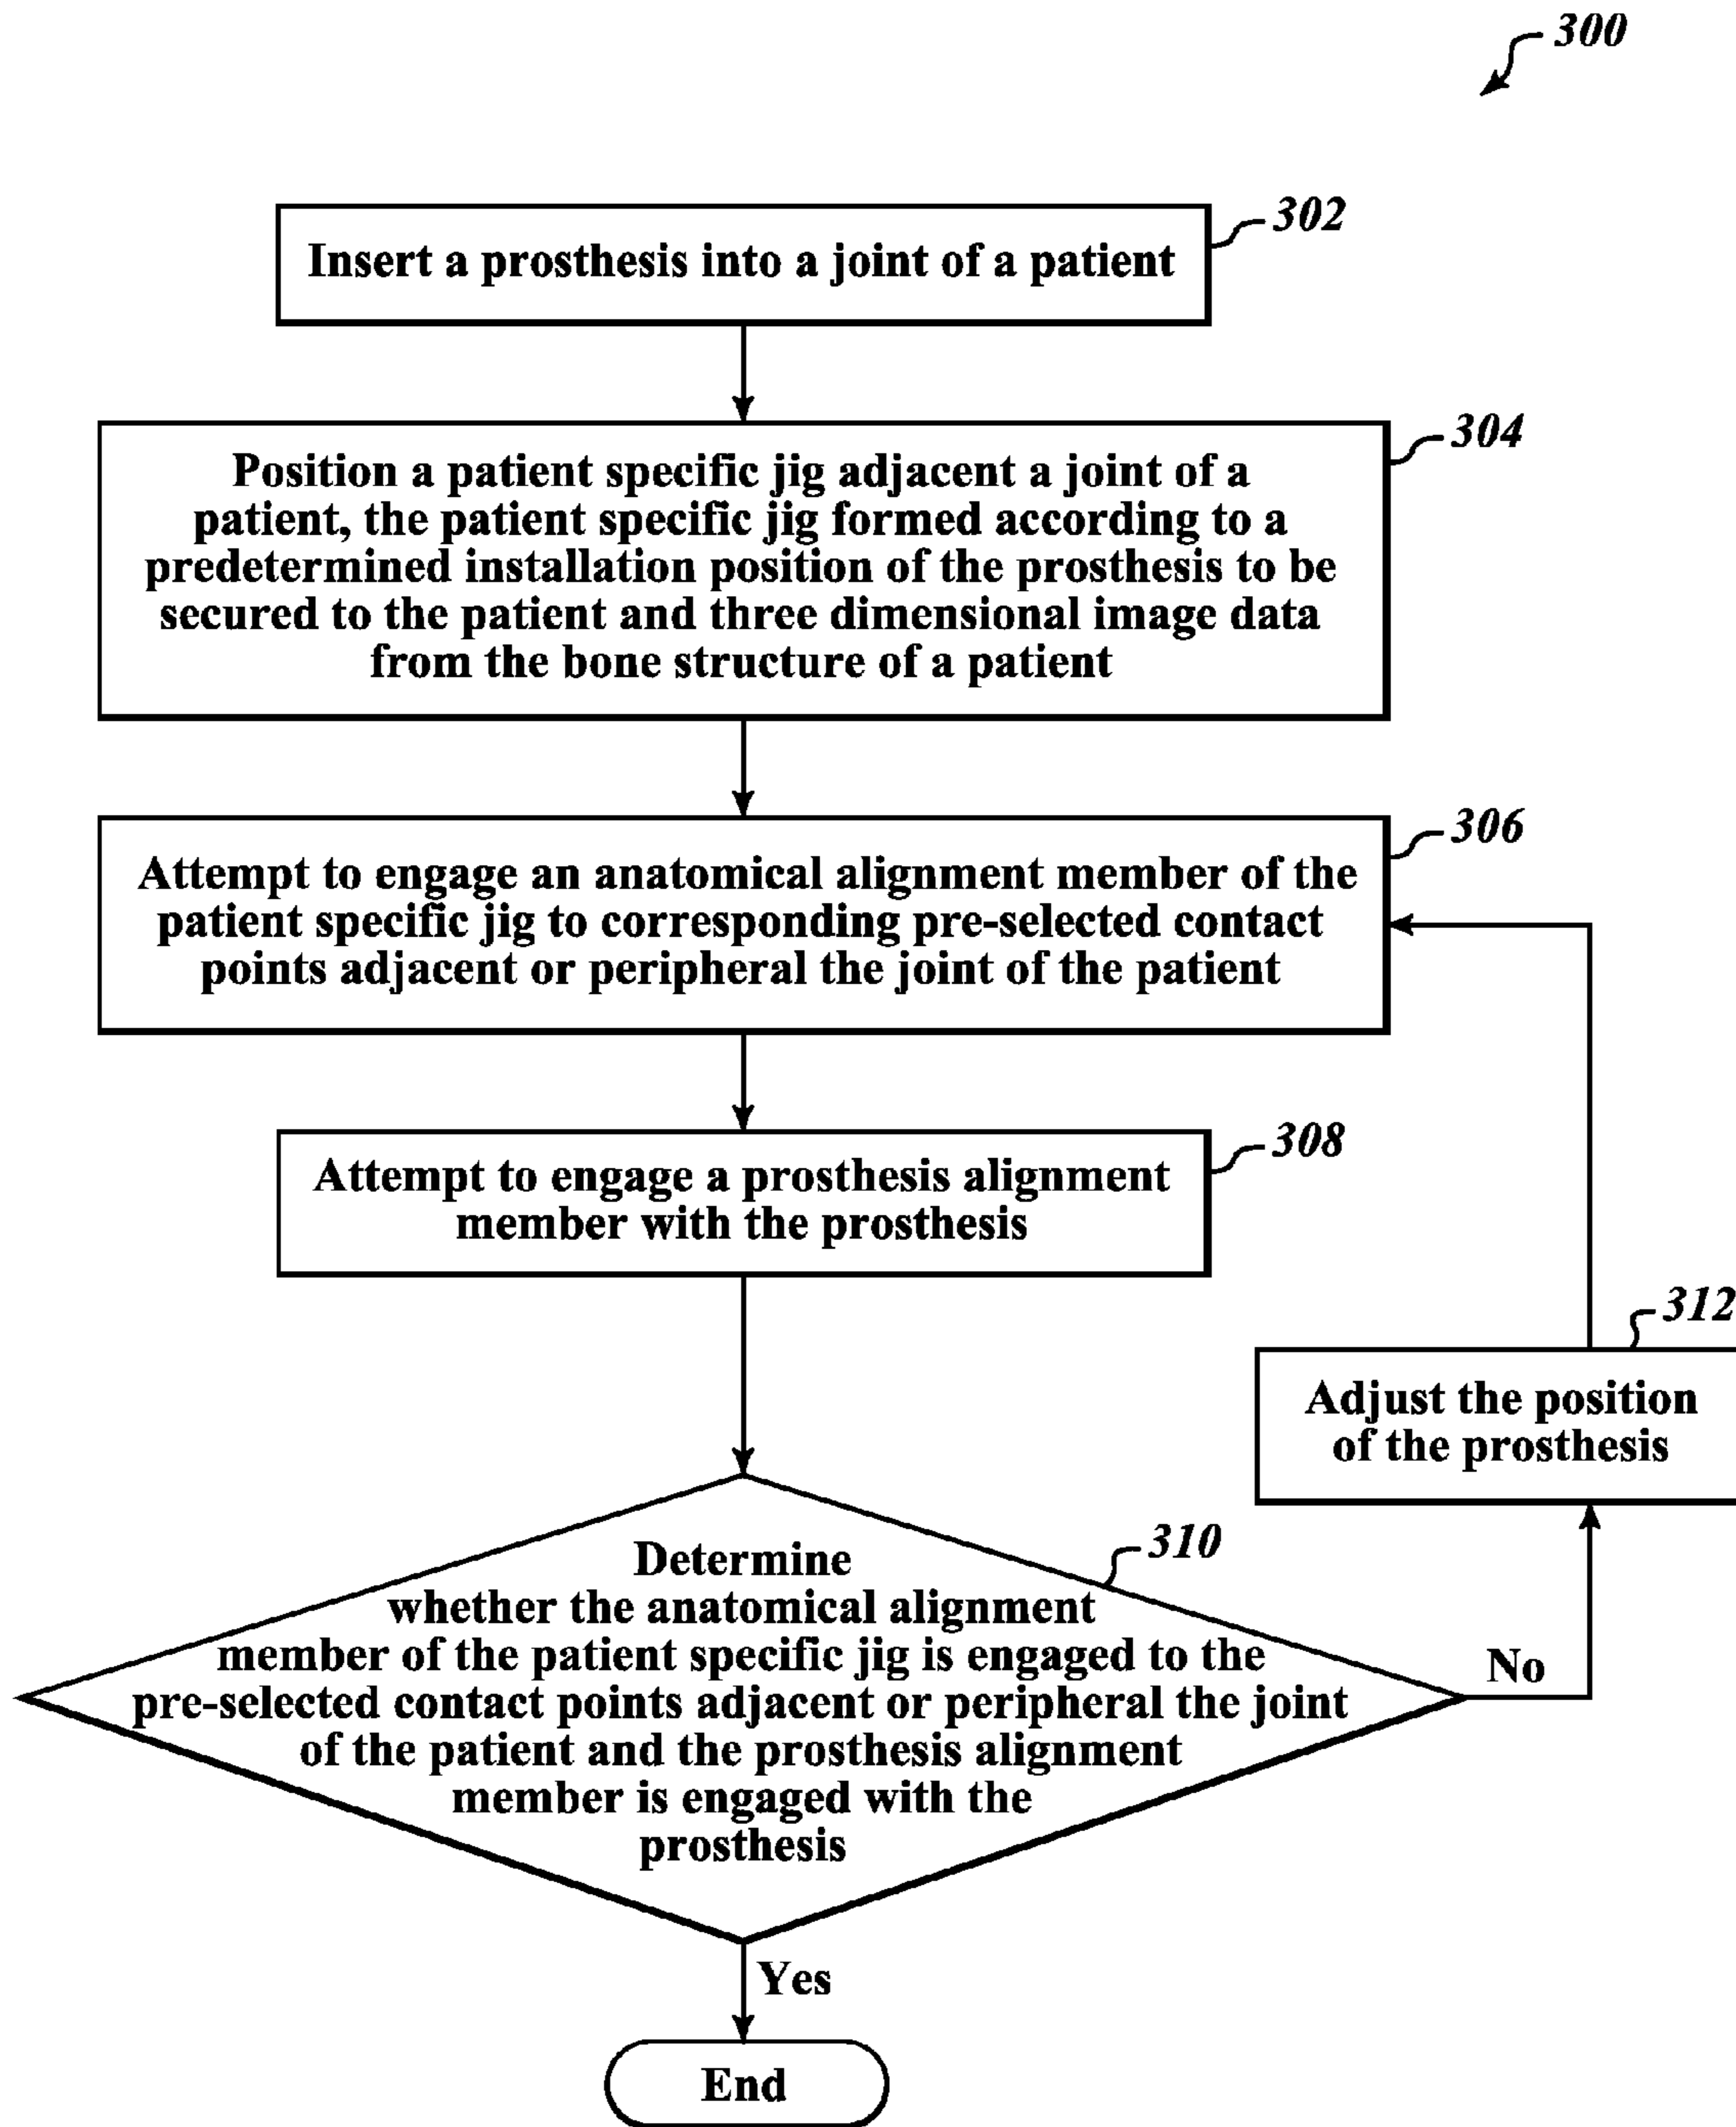 300
302
Insert a prosthesis into a joint of a patient
304
Position a patient specific jig adjacent a joint of a
patient, the patient specific jig formed according to a
predetermined installation position of the prosthesis to be
secured to the patient and three dimensional image data
from the bone structure of a patient
306
Attempt to engage an anatomical alignment member of the
patient specific jig to corresponding pre-selected contact
points adjacent or peripheral the joint of the patient
308
Attempt to engage a prosthesis alignment
member with the prosthesis
312
Adjust the position
of the prosthesis
310
Determine
whether the anatomical alignment
member of the patient specific jig is engaged to the
pre-selected contact points adjacent or peripheral the joint
of the patient and the prosthesis alignment
member is engaged with the
prosthesis
No
Yes
End